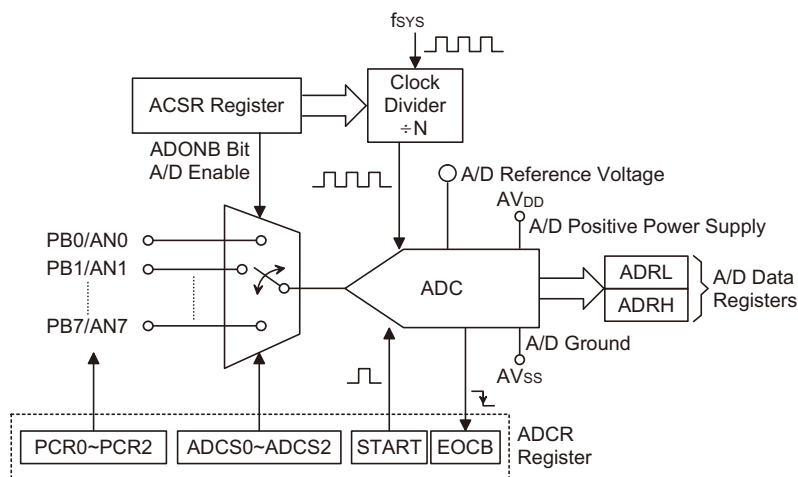 fSYS
Clock
Divider
÷N
ACSR Register
ADONB Bit
A/D Enable
A/D Reference Voltage
AVDD
A/D Positive Power Supply
PB0/AN0
PB1/AN1
PB7/AN7
ADC
ADRL
ADRH
A/D Data
Registers
A/D Ground
AVSS
PCR0~PCR2
ADCS0~ADCS2
START
EOCB
ADCR
Register